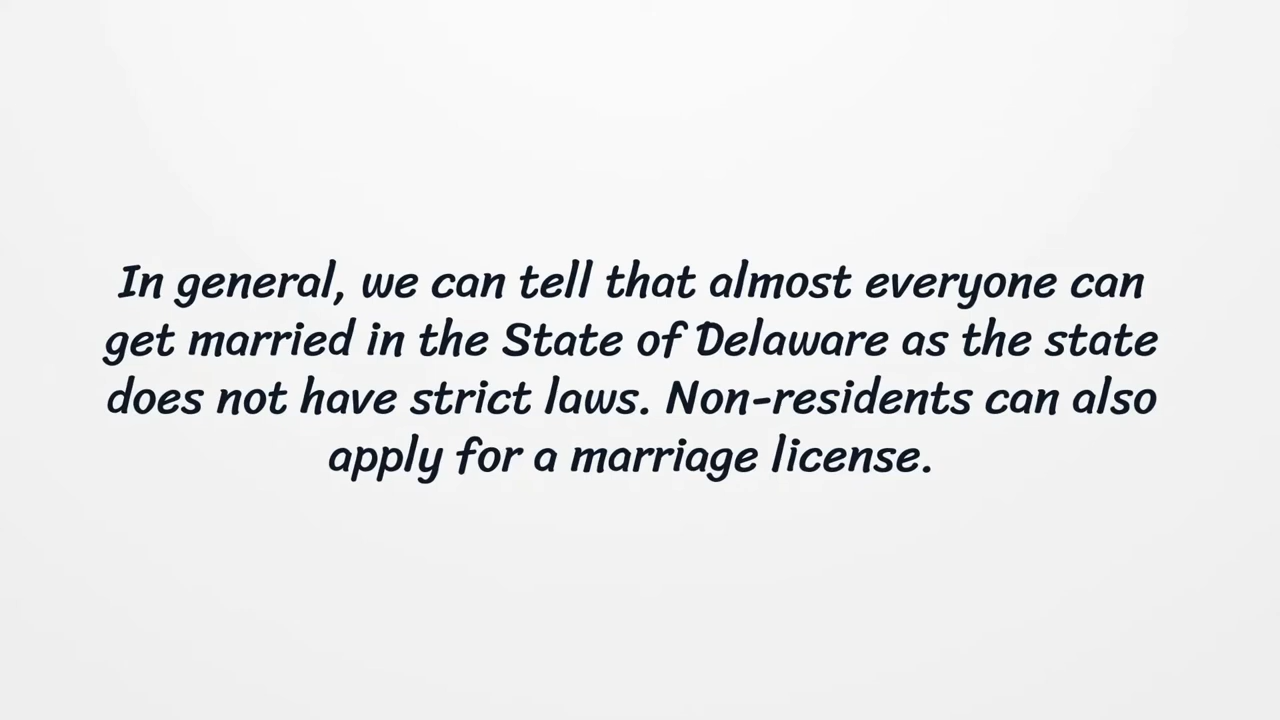 In general, we can tell that almost everyone can
get married in the State of Delaware as the state
does not have strict laws. Non-residents can also
apply for a marriage license.